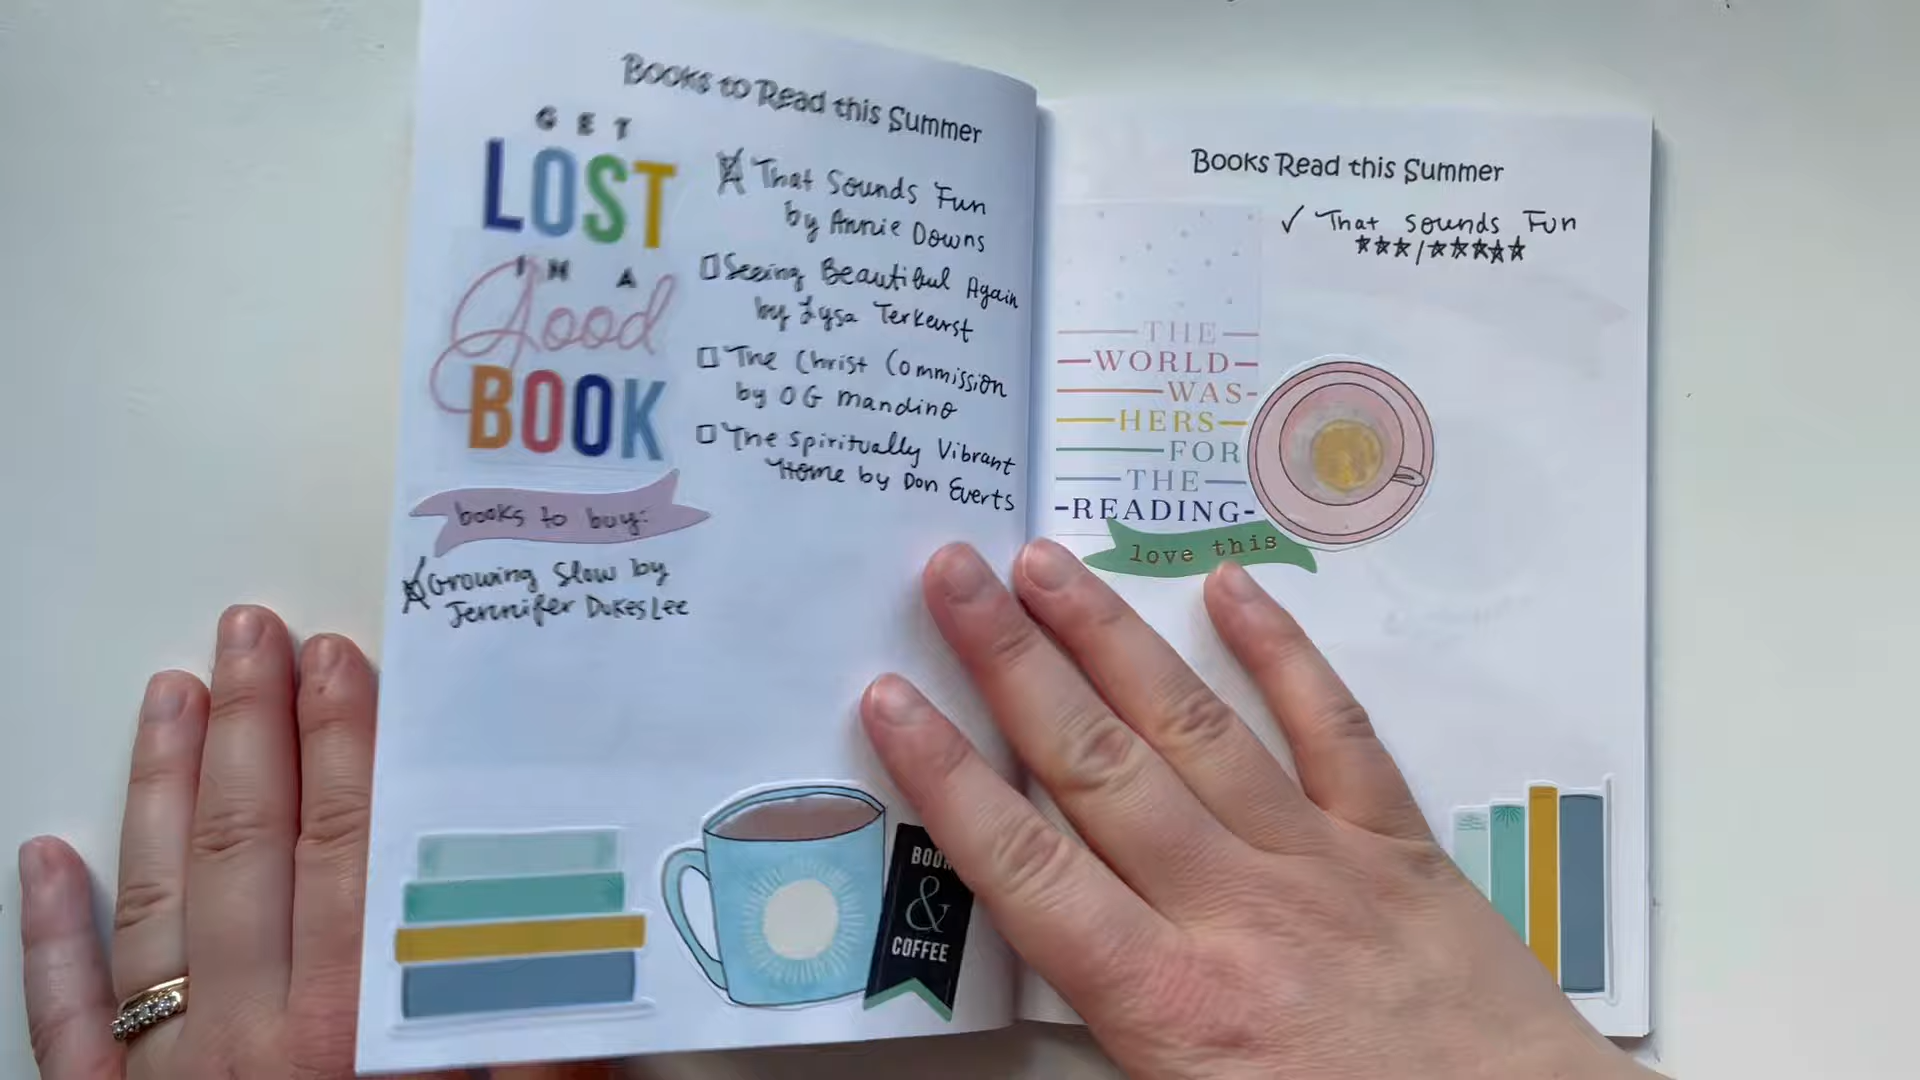 Books to Read this Summer
GET
LOST
IN A
Good
BOOK
That Sounds Fun
by Annie Downs
Seeing Beautiful Again
by Lysa Terkeurst
The Christ Commission
by OG Mandino
The Spiritually Vibrant
Home by Don Everts
books to buy:
Growing Slow by
Jennifer Dukes Lee
BOOK
&
COFFEE
Books Read this Summer
✓ That Sounds Fun
★★★/★★★★★
THE
WORLD
WAS
HERS
FOR
THE
READING
love this